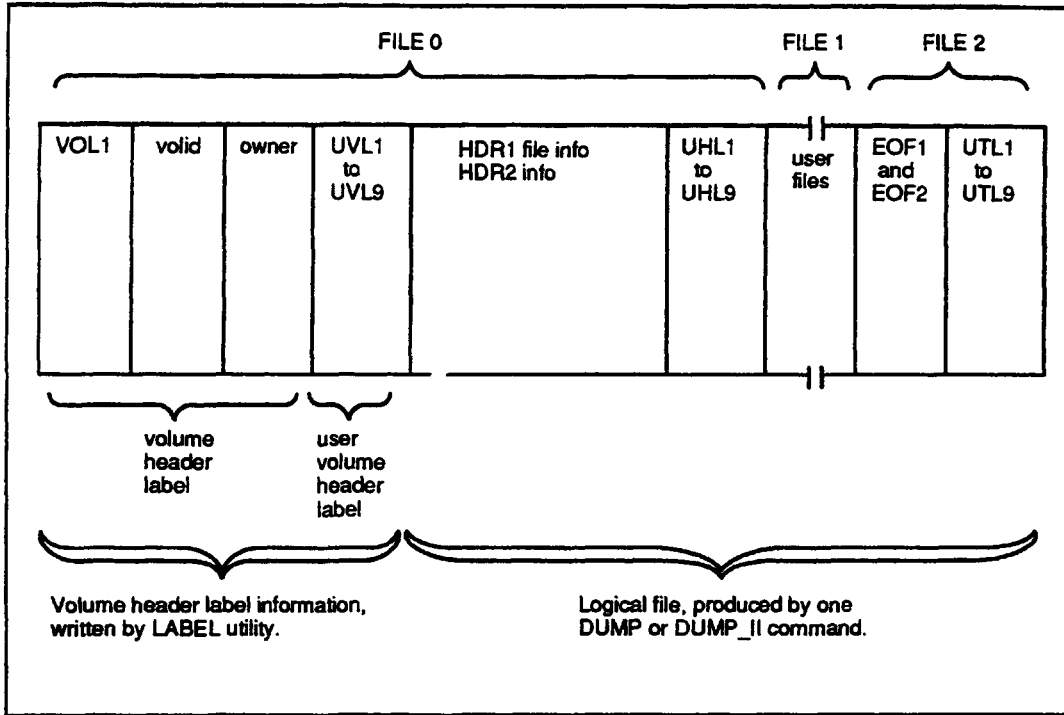 FILE 0 FILE 1 FILE 2
VOL1 volid owner UVL1 to UVL9 HDR1 file info HDR2 info UHL1 to UHL9 user files EOF1 and EOF2 UTL1 to UTL9
volume header label
user volume header label
Volume header label information,
written by LABEL utility.
Logical file, produced by one
DUMP or DUMP_II command.